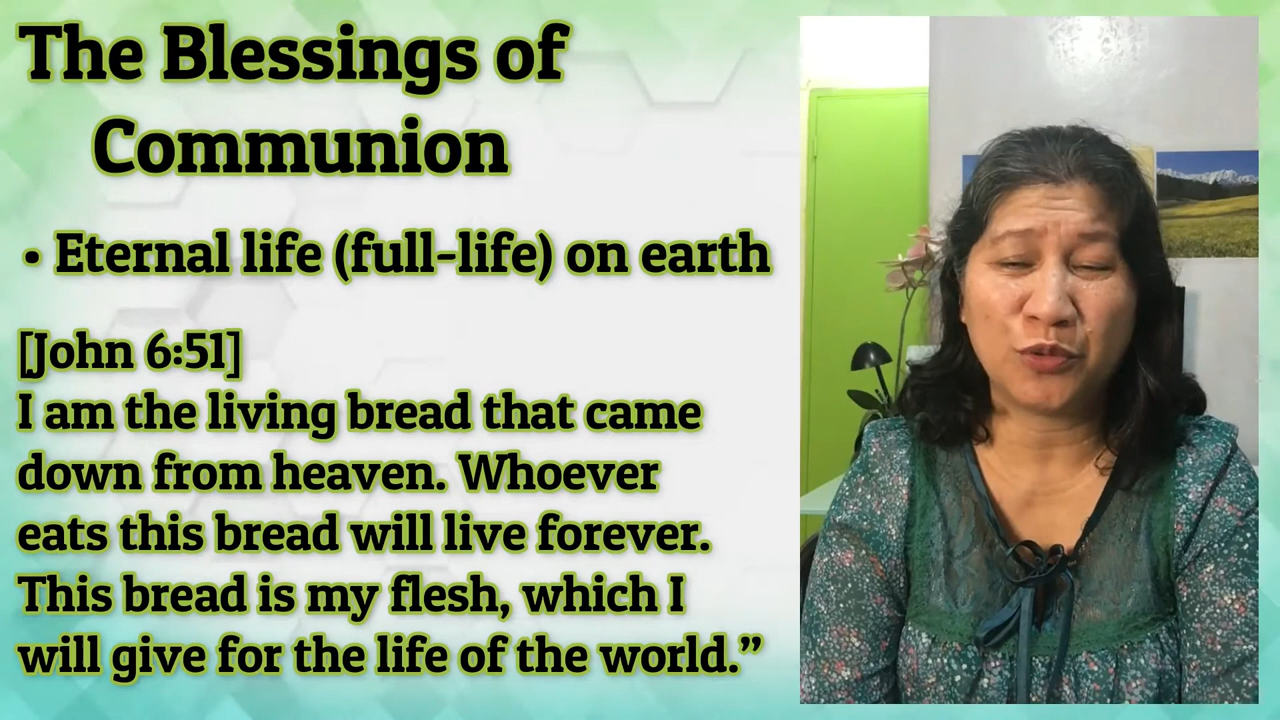 The Blessings of
Communion
• Eternal life (full-life) on earth
[John 6:51]
I am the living bread that came
down from heaven. Whoever
eats this bread will live forever.
This bread is my flesh, which I
will give for the life of the world.”